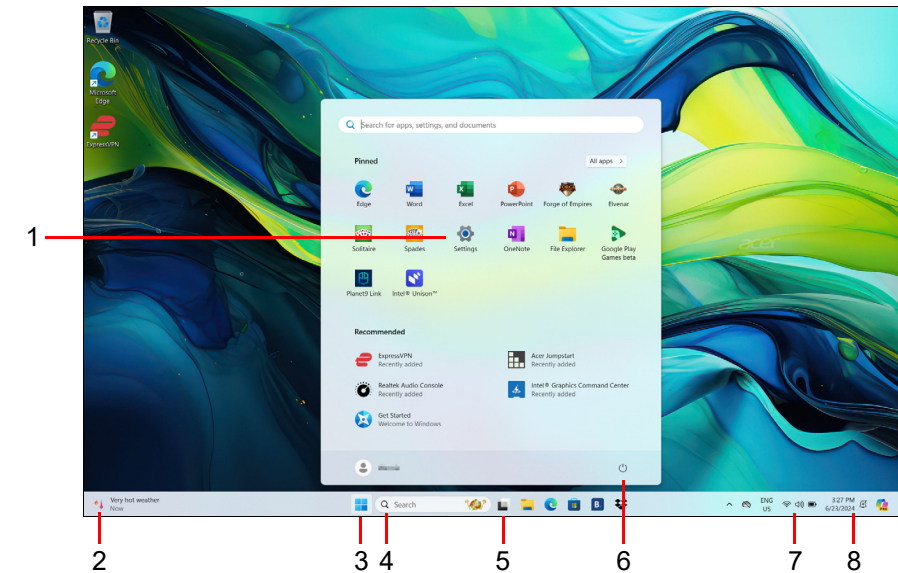 Recycle Bin
Microsoft
Edge
ExpressVPN
Search for apps, settings, and documents
Pinned
All apps >
Edge
Word
Excel
PowerPoint
Forge of Empires
Elvenar
1
Solitaire
Spades
Settings
OneNote
File Explorer
Google Play
Games beta
Planet9 Link
Intel® Unison™
acer
Recommended
ExpressVPN
Recently added
Acer Jumpstart
Recently added
Realtek Audio Console
Recently added
Intel® Graphics Command Center
Recently added
Get Started
Welcome to Windows
Very hot weather
Now
Search
ENG
US
3:27 PM
6/23/2024
2
3
4
5
6
7
8